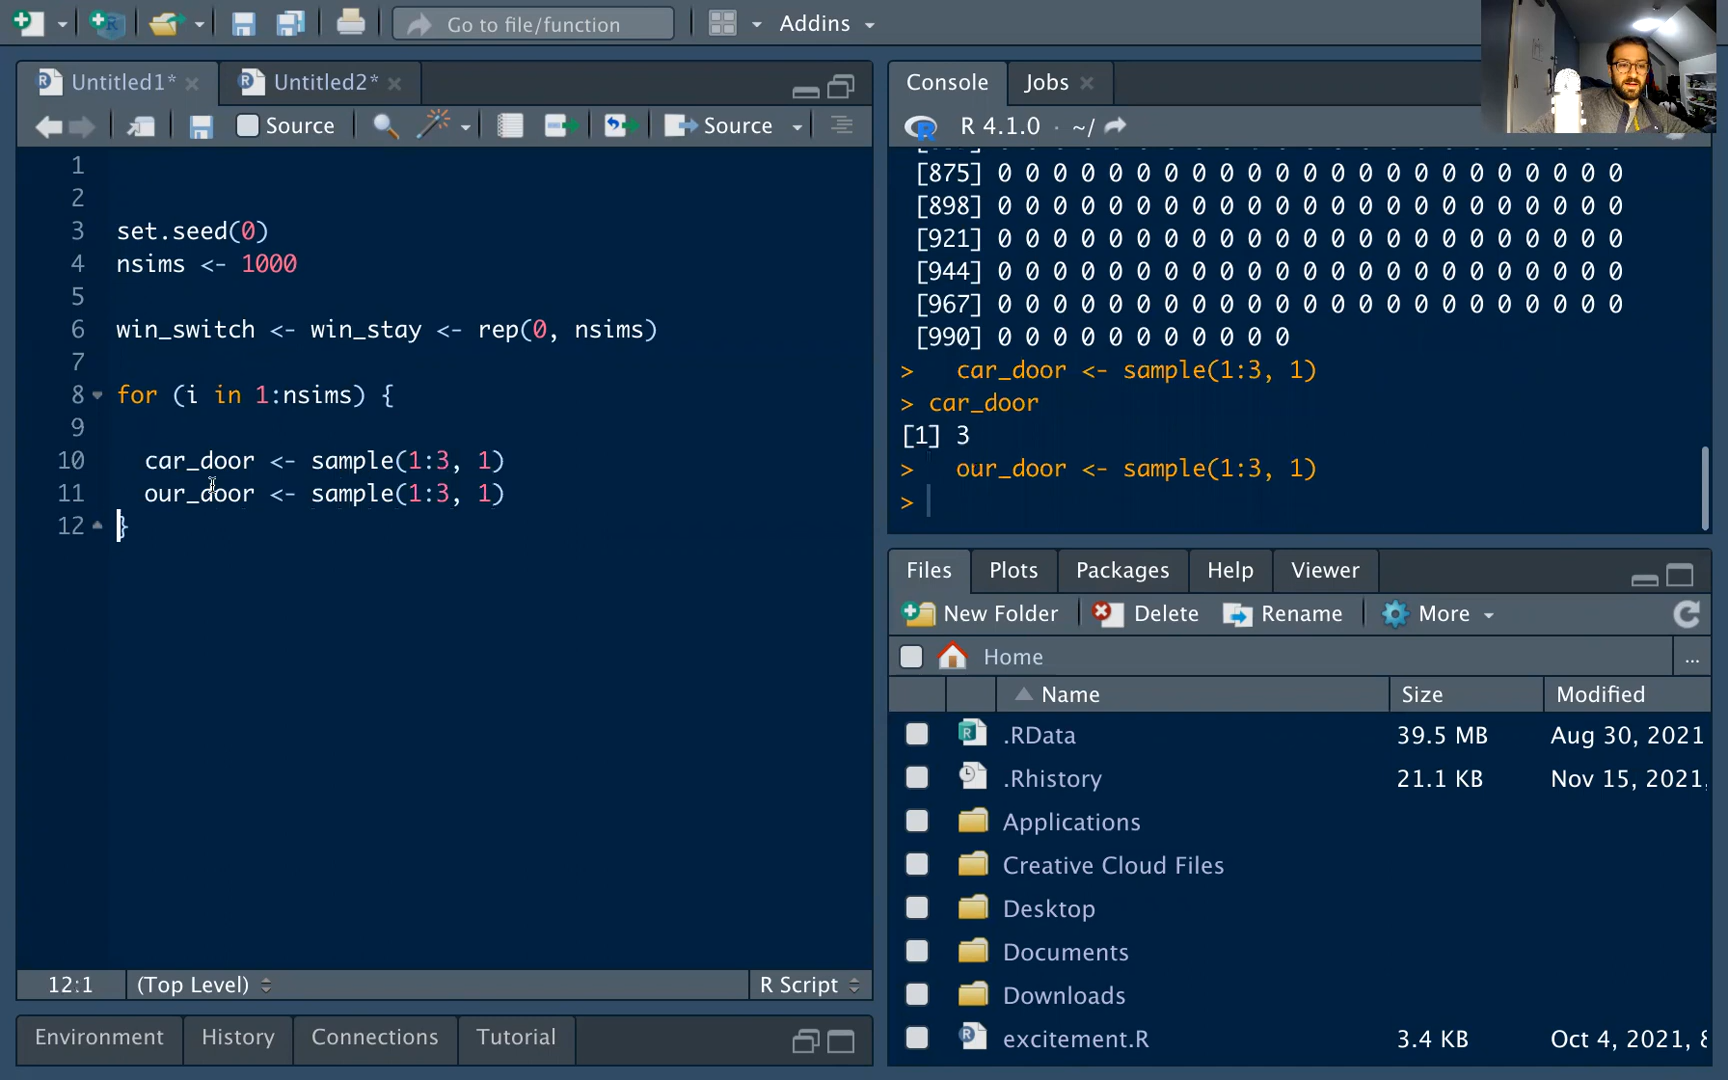 Go to file/function
Addins
Untitled1*
Untitled2*
Source
Source
1
2
3 set.seed(0)
4 nsims <- 1000
5
6 win_switch <- win_stay <- rep(0, nsims)
7
8 for (i in 1:nsims) {
9
10 car_door <- sample(1:3, 1)
11 our_door <- sample(1:3, 1)
12 }
12:1 (Top Level) R Script
Environment History Connections Tutorial
Console Jobs
R 4.1.0 · ~/
[875] 0 0 0 0 0 0 0 0 0 0 0 0 0 0 0 0 0 0 0 0 0 0 0
[898] 0 0 0 0 0 0 0 0 0 0 0 0 0 0 0 0 0 0 0 0 0 0 0
[921] 0 0 0 0 0 0 0 0 0 0 0 0 0 0 0 0 0 0 0 0 0 0 0
[944] 0 0 0 0 0 0 0 0 0 0 0 0 0 0 0 0 0 0 0 0 0 0 0
[967] 0 0 0 0 0 0 0 0 0 0 0 0 0 0 0 0 0 0 0 0 0 0 0
[990] 0 0 0 0 0 0 0 0 0 0 0
> car_door <- sample(1:3, 1)
> car_door
[1] 3
> our_door <- sample(1:3, 1)
>
Files Plots Packages Help Viewer
New Folder Delete Rename More
Home ...
Name Size Modified
.RData 39.5 MB Aug 30, 2021
.Rhistory 21.1 KB Nov 15, 2021,
Applications
Creative Cloud Files
Desktop
Documents
Downloads
excitement.R 3.4 KB Oct 4, 2021,